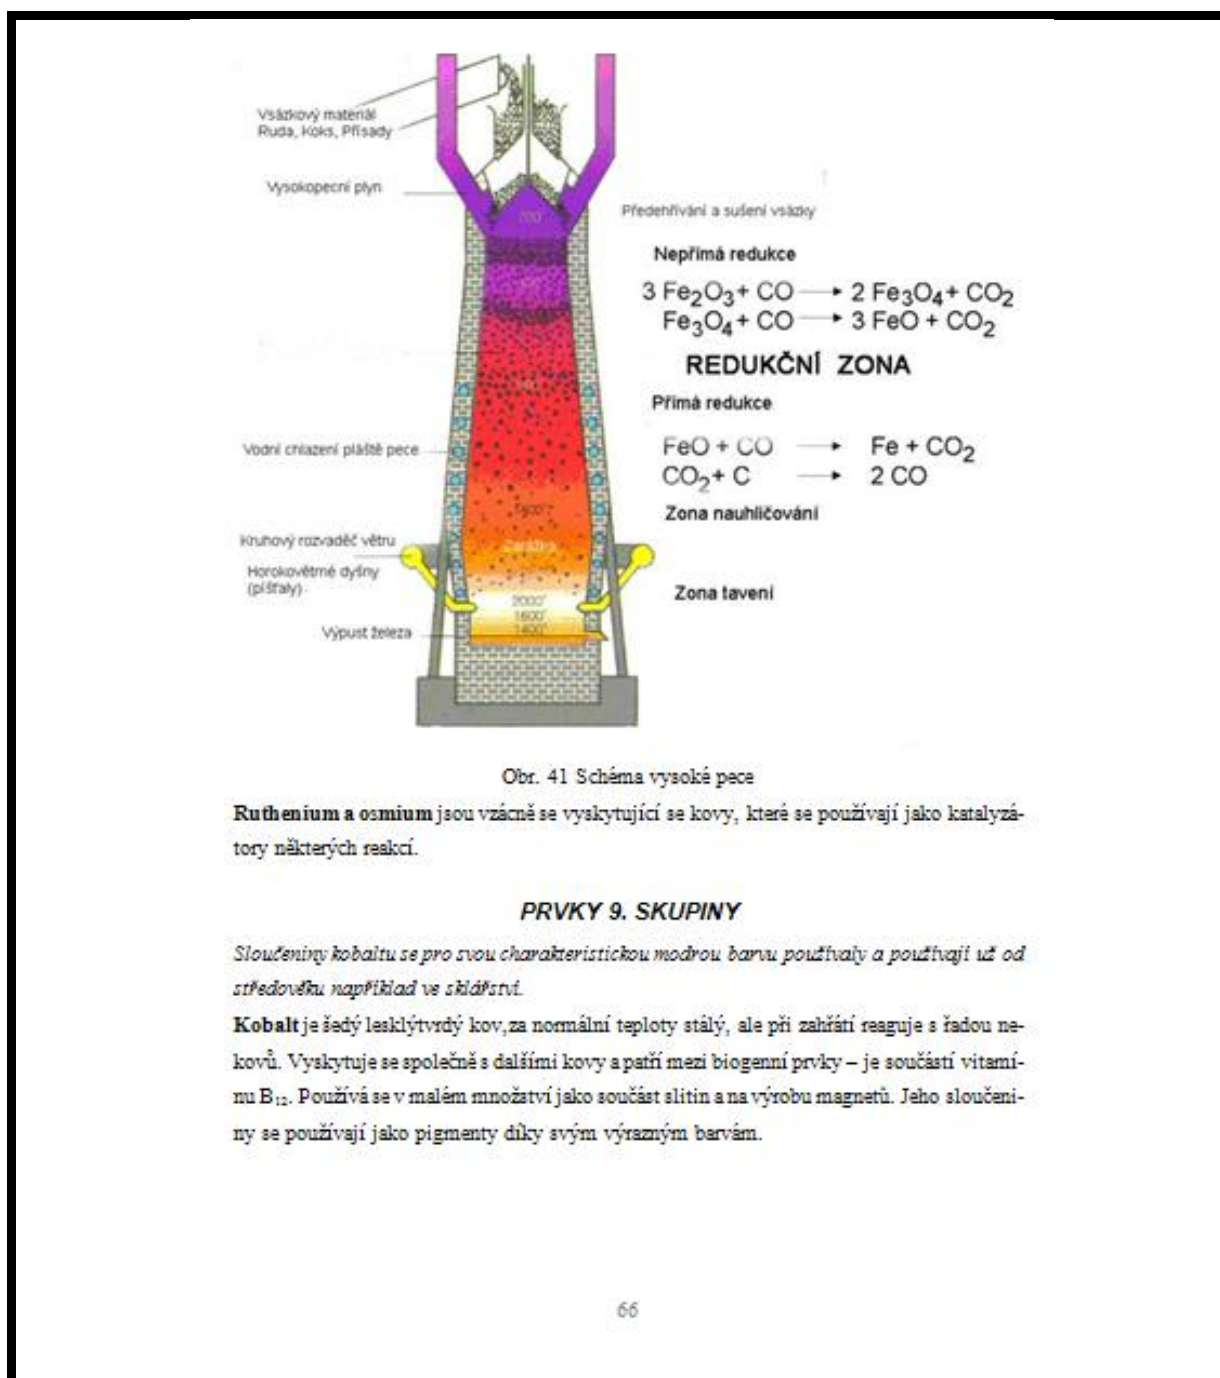 Vsázkový materiál
Ruda, Koks, Přísady
Vysokopecní plyn
Předehřívání a sušení vsázky
Nepřímá redukce
3 Fe₂O₃ + CO → 2 Fe₃O₄ + CO₂
Fe₃O₄ + CO → 3 FeO + CO₂
REDUKČNÍ ZONA
Přímá redukce
Vodní chlazení pláště pece
FeO + CO → Fe + CO₂
CO₂ + C → 2 CO
Zona nauhličování
Kruhový rozvaděč větru
Horokovětrné dyšny
(píšťaly)
Zona tavení
2000°
1600°
1400°
Výpust železa
Obr. 41 Schéma vysoké pece
Ruthenium a osmium jsou vzácně se vyskytující se kovy, které se používají jako katalyzá-
tory některých reakcí.
PRVKY 9. SKUPINY
Sloučeniny kobaltu se pro svou charakteristickou modrou barvu používaly a používají už od
středověku například ve sklářství.
Kobalt je šedý lesklý tvrdý kov, za normální teploty stálý, ale při zahřátí reaguje s řadou ne-
kovů. Vyskytuje se společně s dalšími kovy a patří mezi biogenní prvky – je součástí vitamí-
nu B₁₂. Používá se v malém množství jako součást slitin a na výrobu magnetů. Jeho sloučeni-
ny se používají jako pigmenty díky svým výrazným barvám.
66